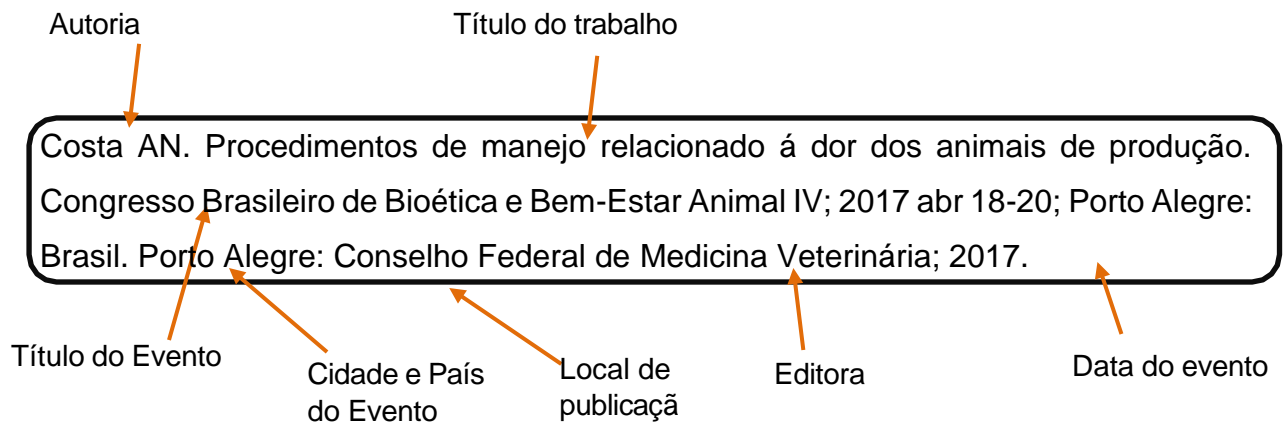 Autoria
Título do trabalho
Costa AN. Procedimentos de manejo relacionado á dor dos animais de produção.
Congresso Brasileiro de Bioética e Bem-Estar Animal IV; 2017 abr 18-20; Porto Alegre:
Brasil. Porto Alegre: Conselho Federal de Medicina Veterinária; 2017.
Título do Evento
Cidade e País
do Evento
Local de
publicaçã
Editora
Data do evento